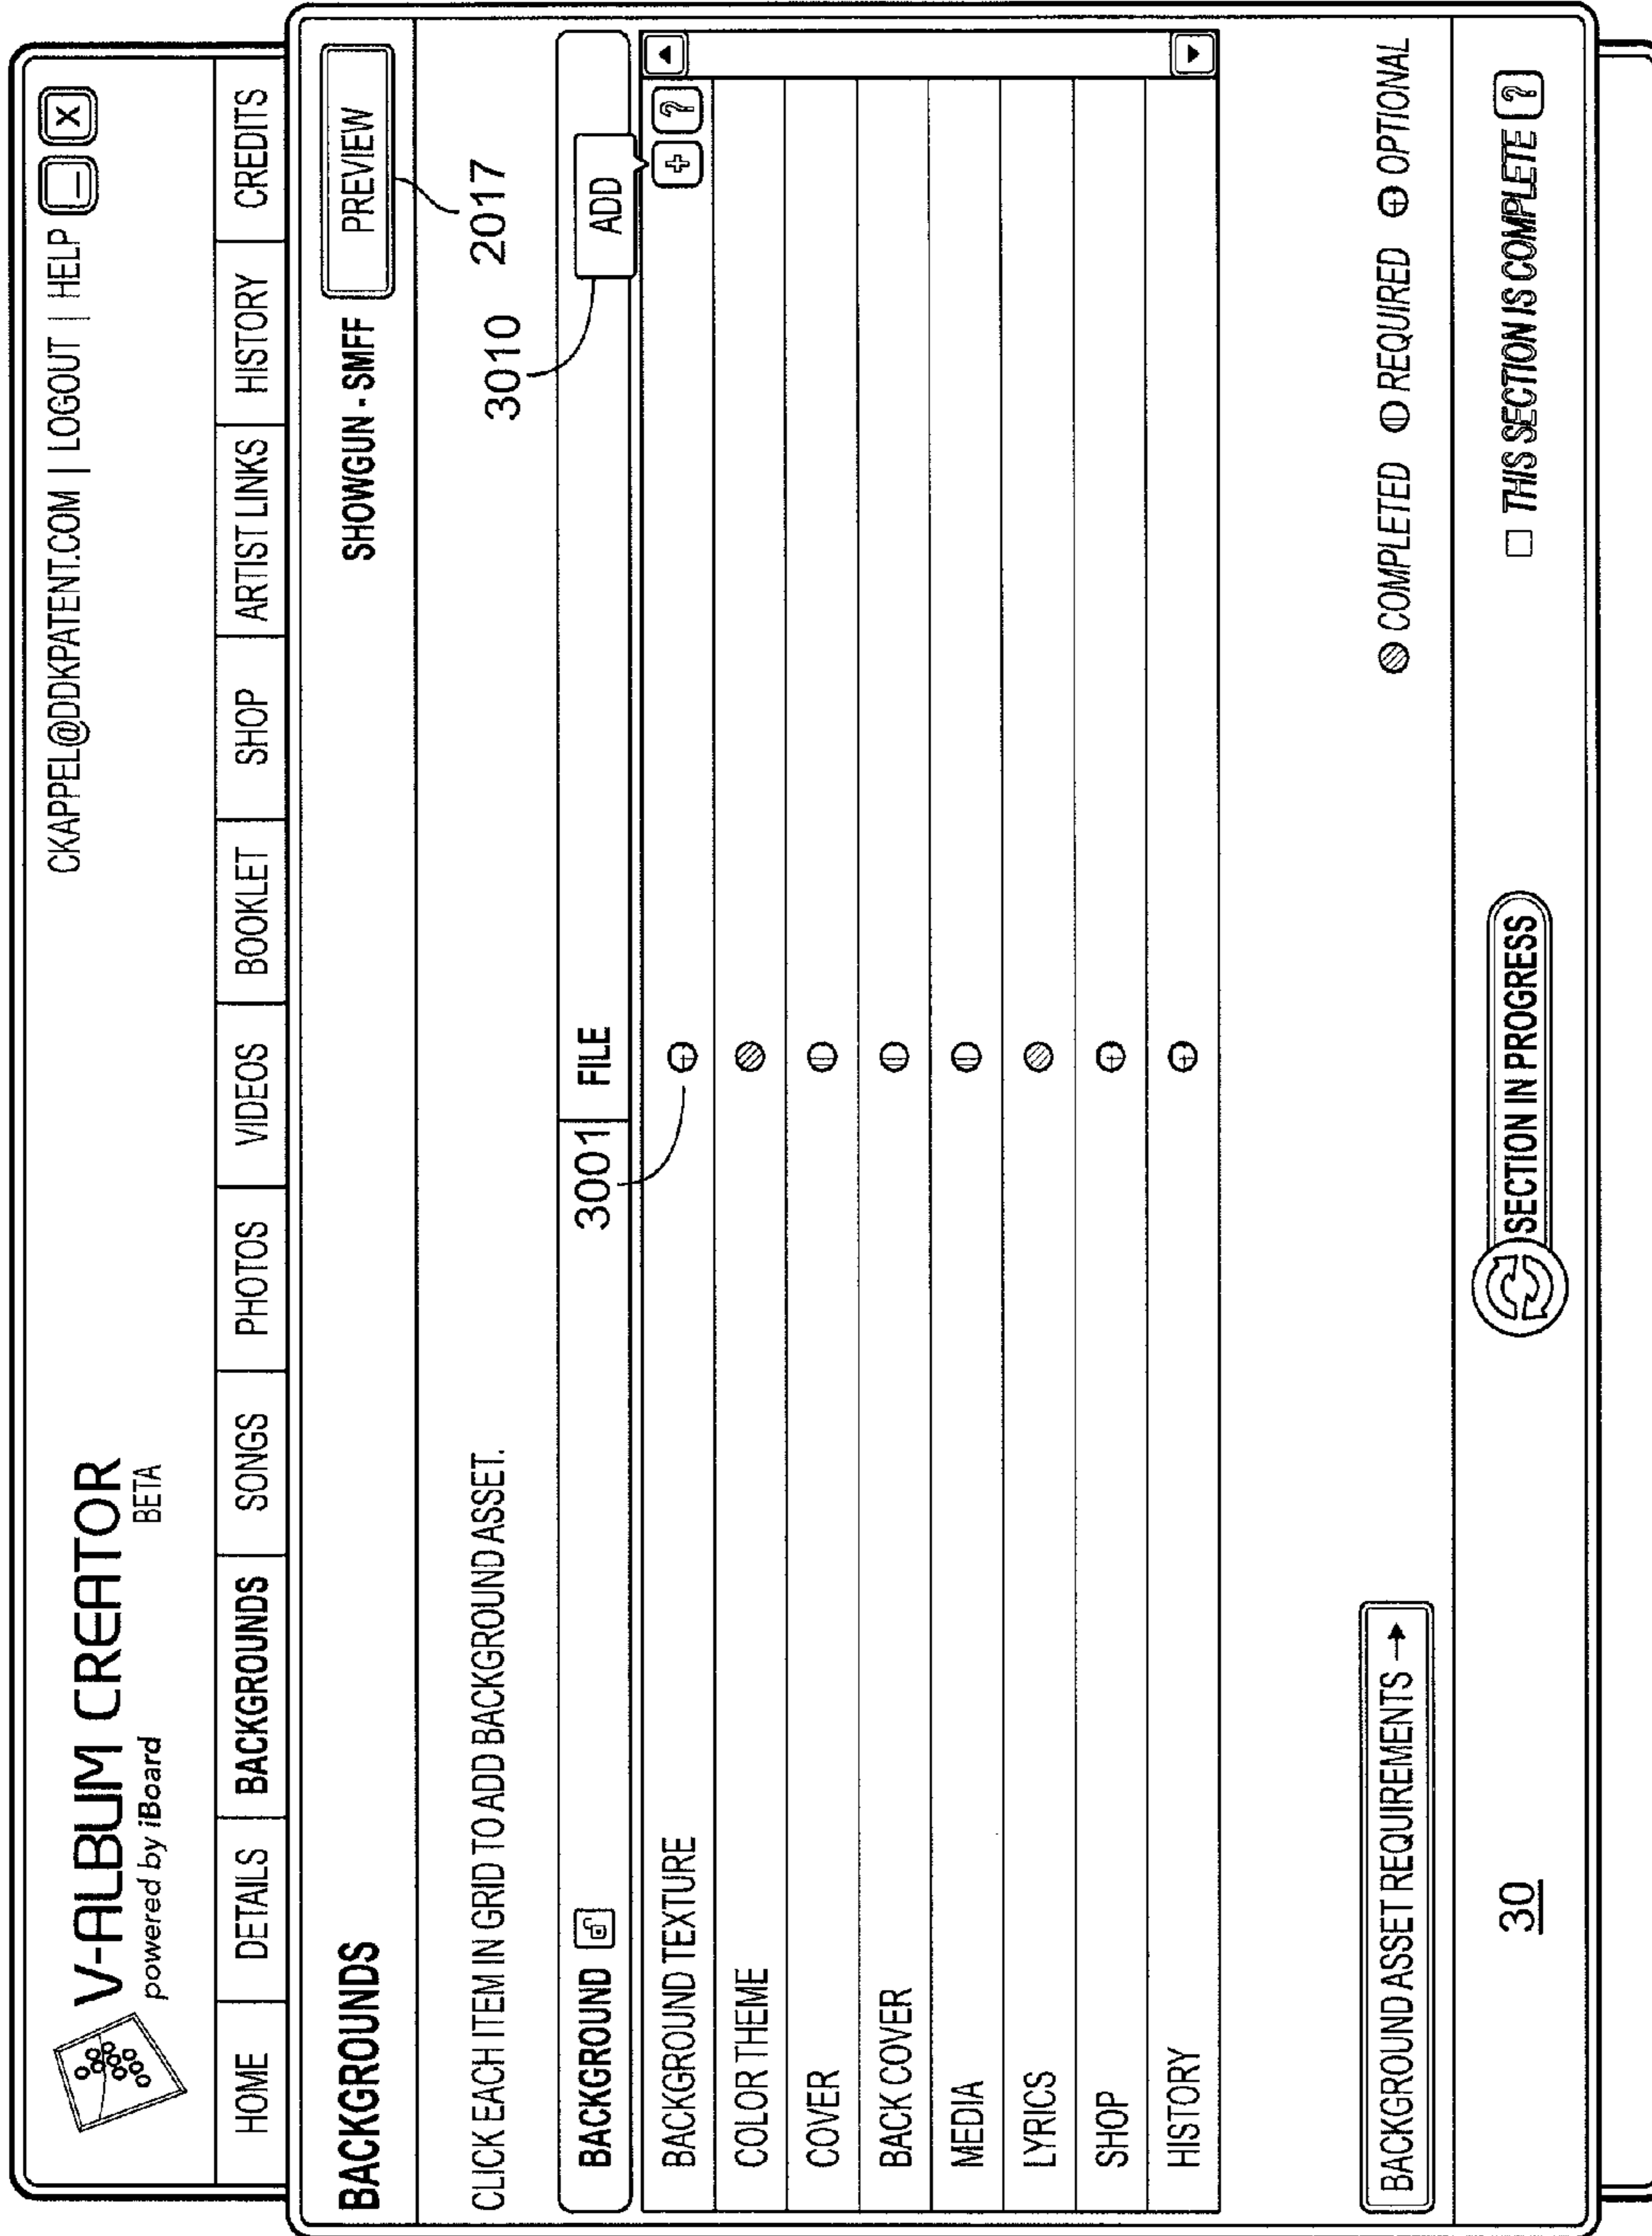 V-ALBUM CREATOR
BETA
powered by iBoard
CKAPPEL@DDKPATENT.COM | LOGOUT | HELP _ X
HOME DETAILS BACKGROUNDS SONGS PHOTOS VIDEOS BOOKLET SHOP ARTIST LINKS HISTORY CREDITS
BACKGROUNDS SHOWGUN - SMFF PREVIEW
2017
CLICK EACH ITEM IN GRID TO ADD BACKGROUND ASSET.
3010
BACKGROUND 3001 FILE ADD
BACKGROUND TEXTURE + ?
COLOR THEME
COVER
BACK COVER
MEDIA
LYRICS
SHOP
HISTORY
BACKGROUND ASSET REQUIREMENTS → COMPLETED REQUIRED OPTIONAL
30 SECTION IN PROGRESS THIS SECTION IS COMPLETE ?